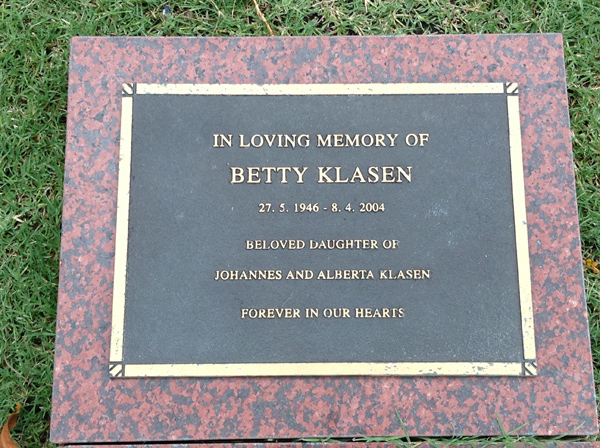 IN LOVING MEMORY OF
BETTY KLASEN
27. 5. 1946 - 8. 4. 2004
BELOVED DAUGHTER OF
JOHANNES AND ALBERTA KLASEN
FOREVER IN OUR HEARTS